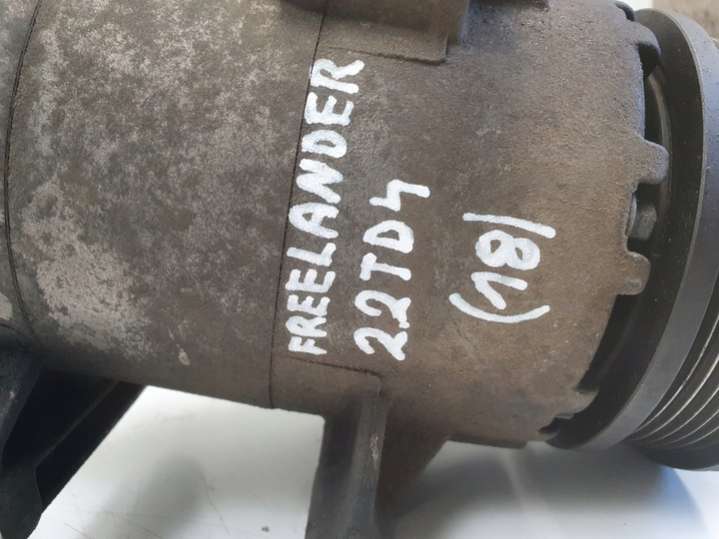 FREELANDER
2.2TD4
(18)